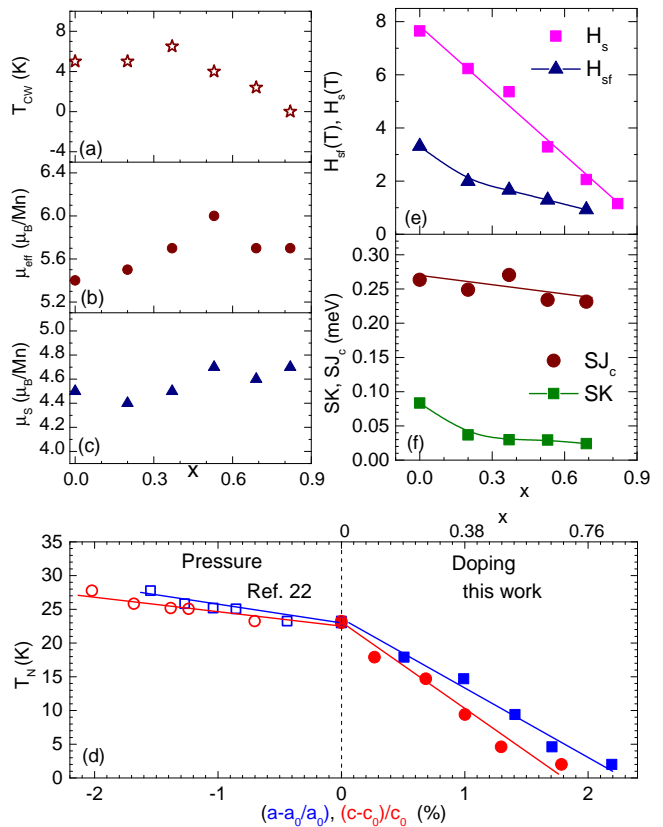 8
4
0
-4
T_CW (K)
(a)
6.4
6.0
5.6
5.2
μ_eff (μ_B/Mn)
(b)
5.0
4.8
4.6
4.4
4.2
4.0
μ_S (μ_B/Mn)
(c)
0.0 0.3 0.6 0.9
x
8
6
4
2
0
H_sf(T), H_s(T)
H_s
H_sf
(e)
0.30
0.25
0.20
0.15
0.10
0.05
0.00
SK, SJ_c (meV)
SJ_c
SK
(f)
0.0 0.3 0.6 0.9
x
x
0 0.38 0.76
30
25
20
15
10
5
0
T_N (K)
Pressure Doping
Ref. 22 this work
(d)
-2 -1 0 1 2
(a-a_0/a_0), (c-c_0)/c_0 (%)